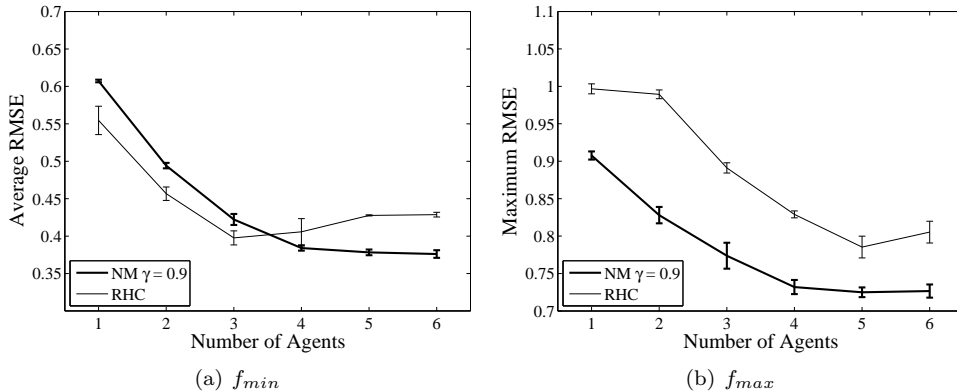 0.7
0.65
0.6
0.55
0.5
0.45
0.4
0.35
Average RMSE
NM γ = 0.9
RHC
1 2 3 4 5 6
Number of Agents
(a) f_min
1.1
1.05
1
0.95
0.9
0.85
0.8
0.75
0.7
Maximum RMSE
NM γ = 0.9
RHC
1 2 3 4 5 6
Number of Agents
(b) f_max